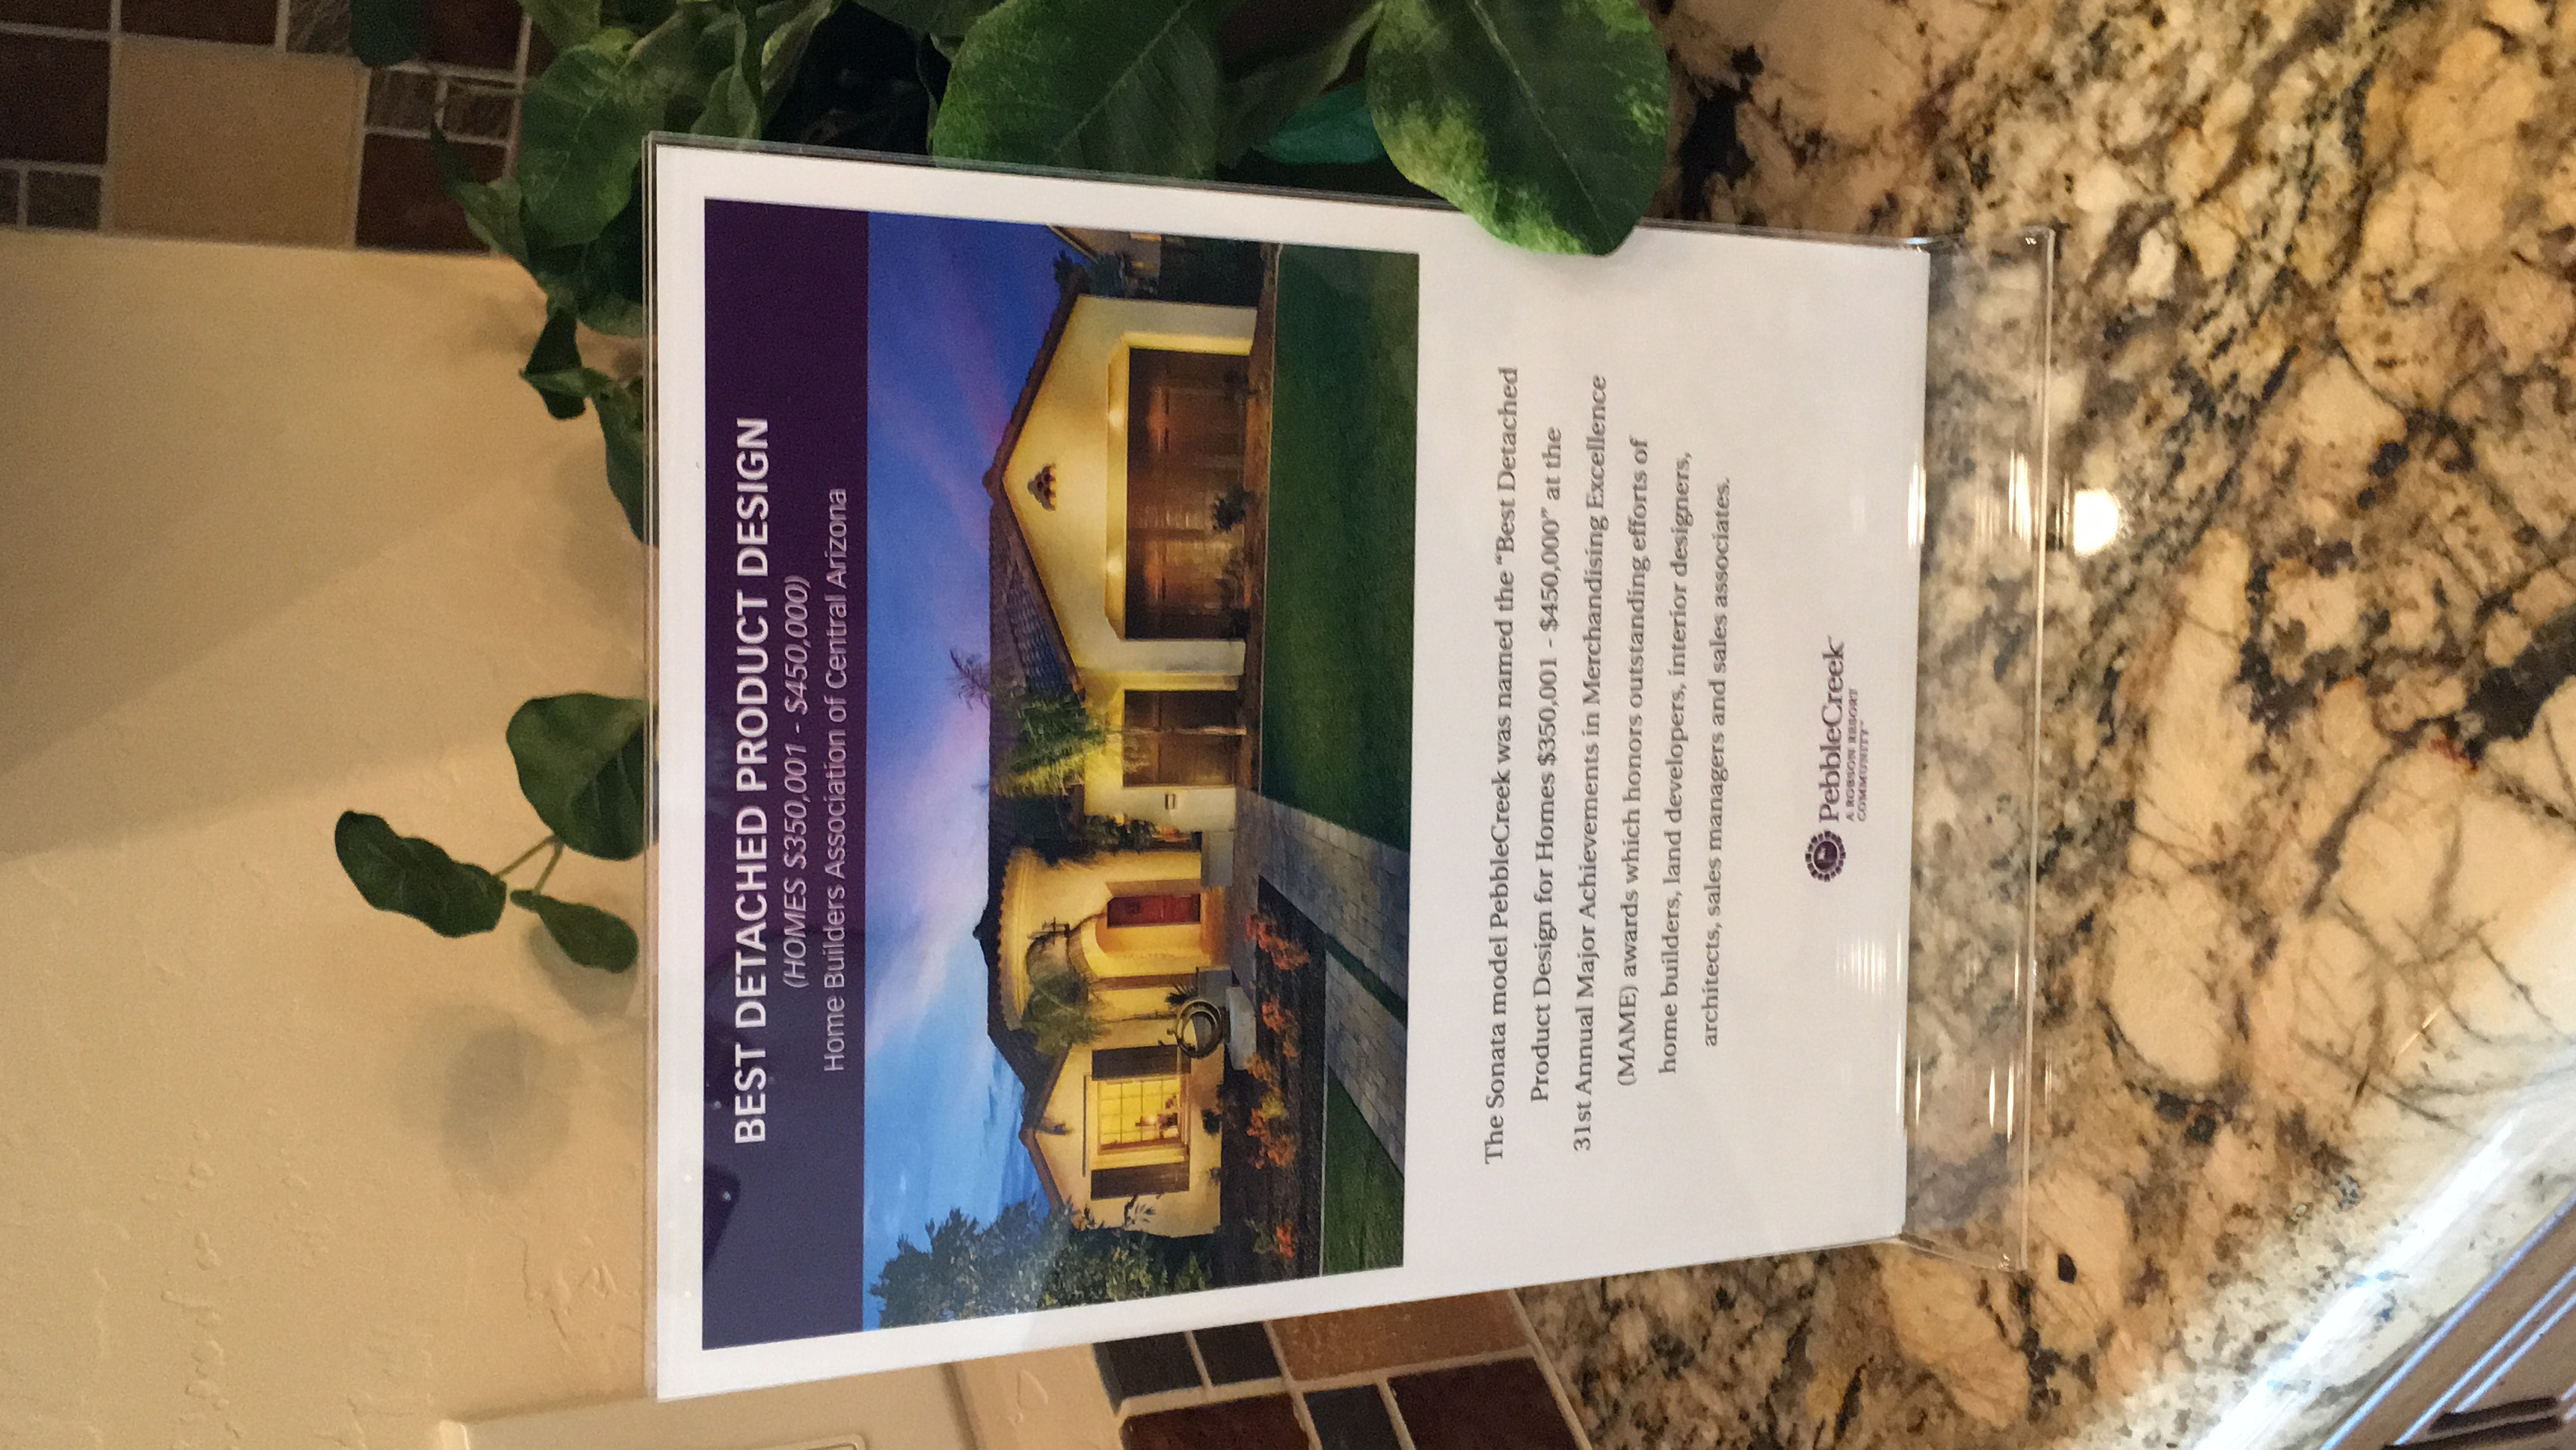 BEST DETACHED PRODUCT DESIGN
(HOMES $350,001 - $450,000)
Home Builders Association of Central Arizona
The Sonata model PebbleCreek was named the “Best Detached
Product Design for Homes $350,001 - $450,000” at the
31st Annual Major Achievements in Merchandising Excellence
(MAME) awards which honors outstanding efforts of
home builders, land developers, interior designers,
architects, sales managers and sales associates.
PebbleCreek™
A ROBSON RESORT
COMMUNITY™